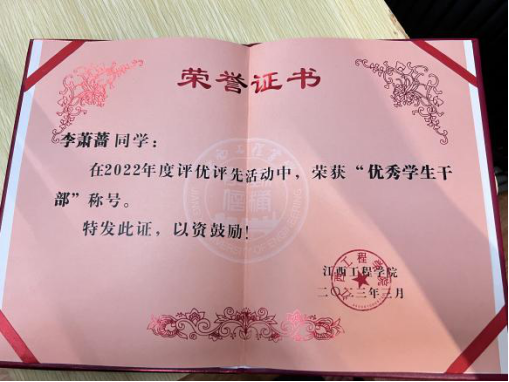 荣誉证书
李萧蔷同学：
在2022年度评优评先活动中，荣获“优秀学生干
部”称号。
特发此证，以资鼓励！
江西工程学院
二〇二三年三月